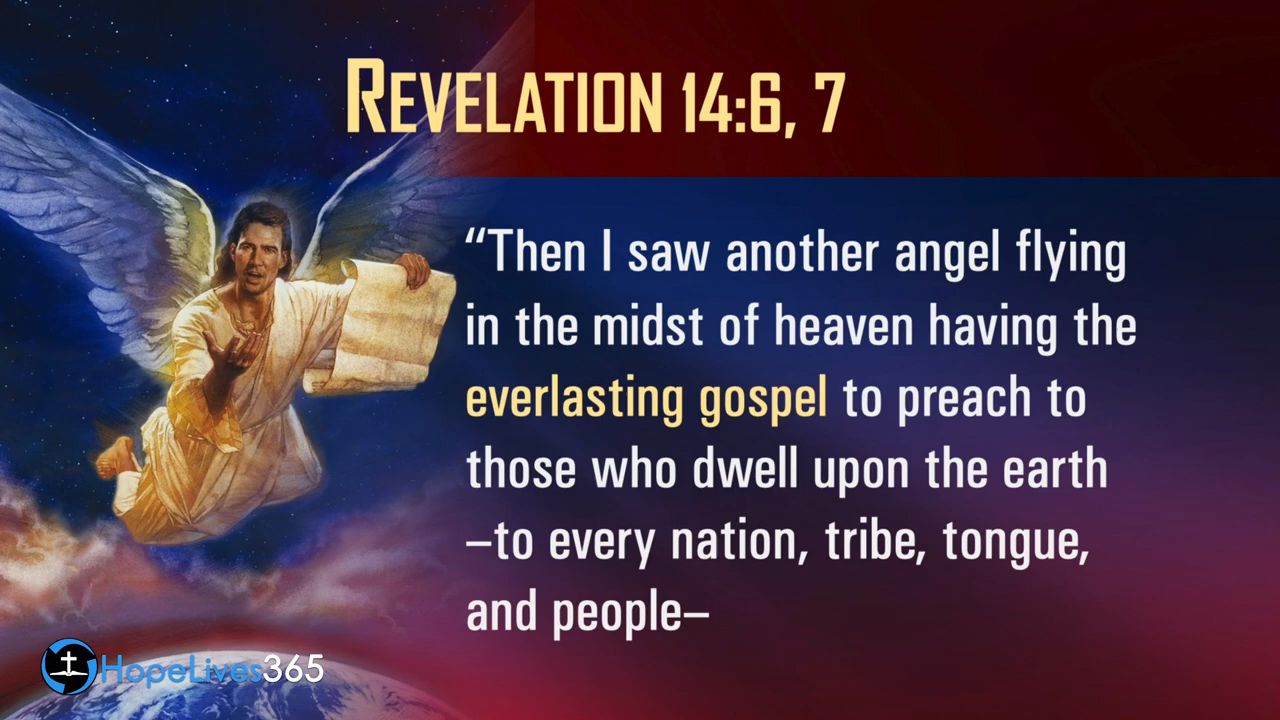 REVELATION 14:6, 7
“Then I saw another angel flying
in the midst of heaven having the
everlasting gospel to preach to
those who dwell upon the earth
–to every nation, tribe, tongue,
and people–
HopeLives365